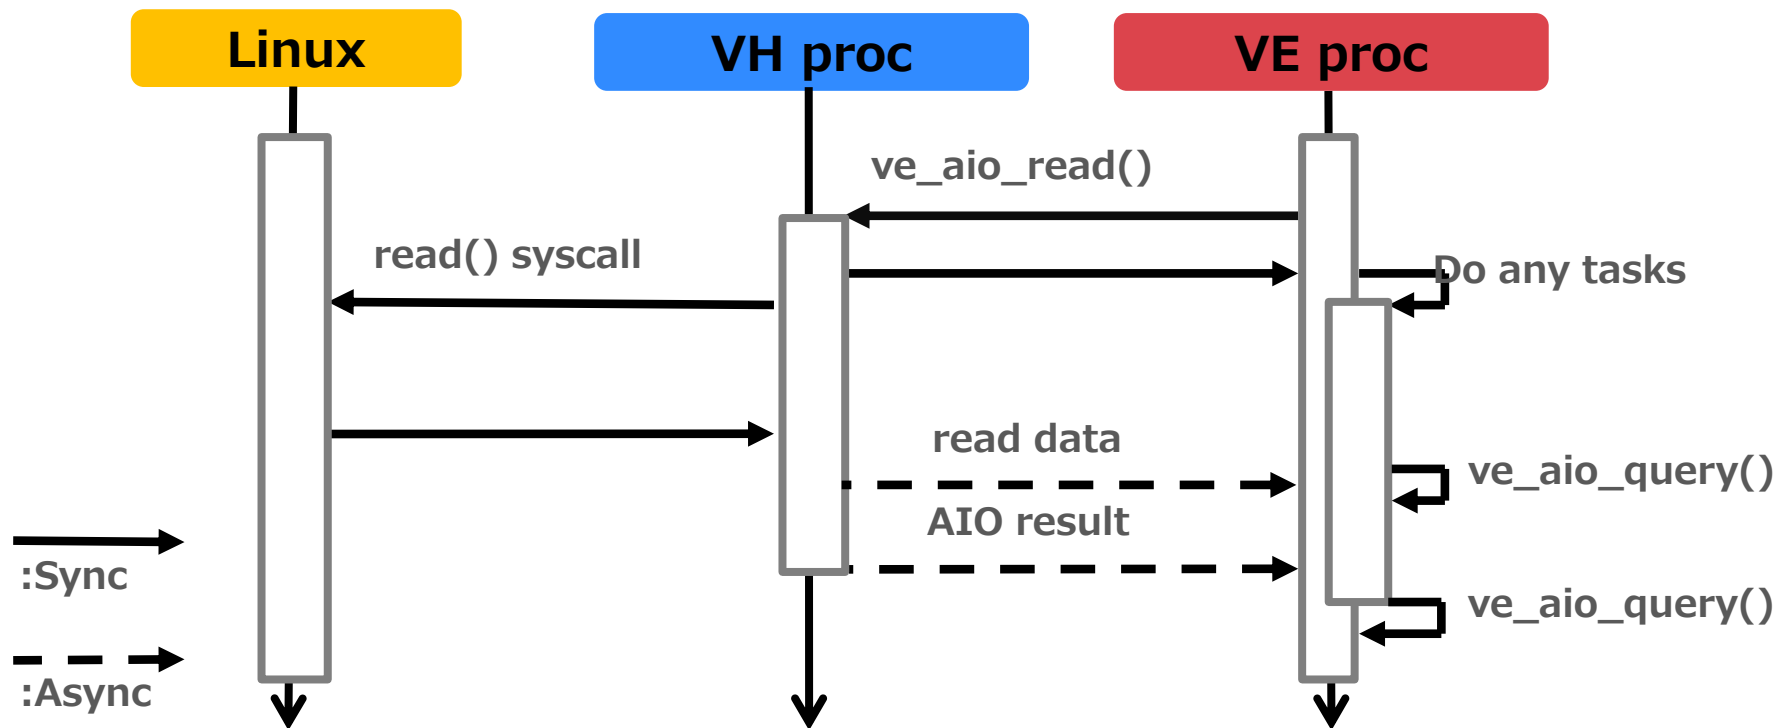 Linux
VH proc
VE proc
ve_aio_read()
read() syscall
Do any tasks
read data
ve_aio_query()
AIO result
:Sync
ve_aio_query()
:Async